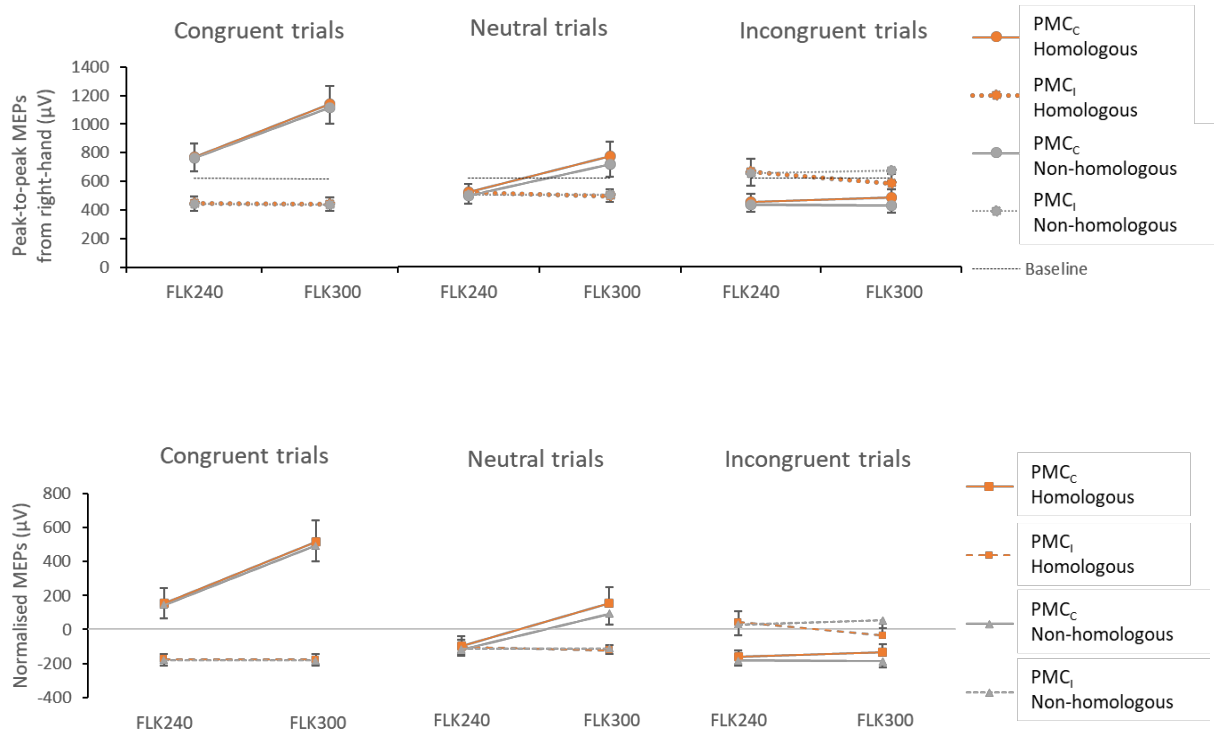 Congruent trials
Neutral trials
Incongruent trials
Peak-to-peak MEPs
from right-hand (µV)
1400
1200
1000
800
600
400
200
0
FLK240
FLK300
FLK240
FLK300
FLK240
FLK300
PMCC
Homologous
PMCI
Homologous
PMCC
Non-homologous
PMCI
Non-homologous
Baseline
Congruent trials
Neutral trials
Incongruent trials
Normalised MEPs (µV)
800
600
400
200
0
-200
-400
FLK240
FLK300
FLK240
FLK300
FLK240
FLK300
PMCC
Homologous
PMCI
Homologous
PMCC
Non-homologous
PMCI
Non-homologous